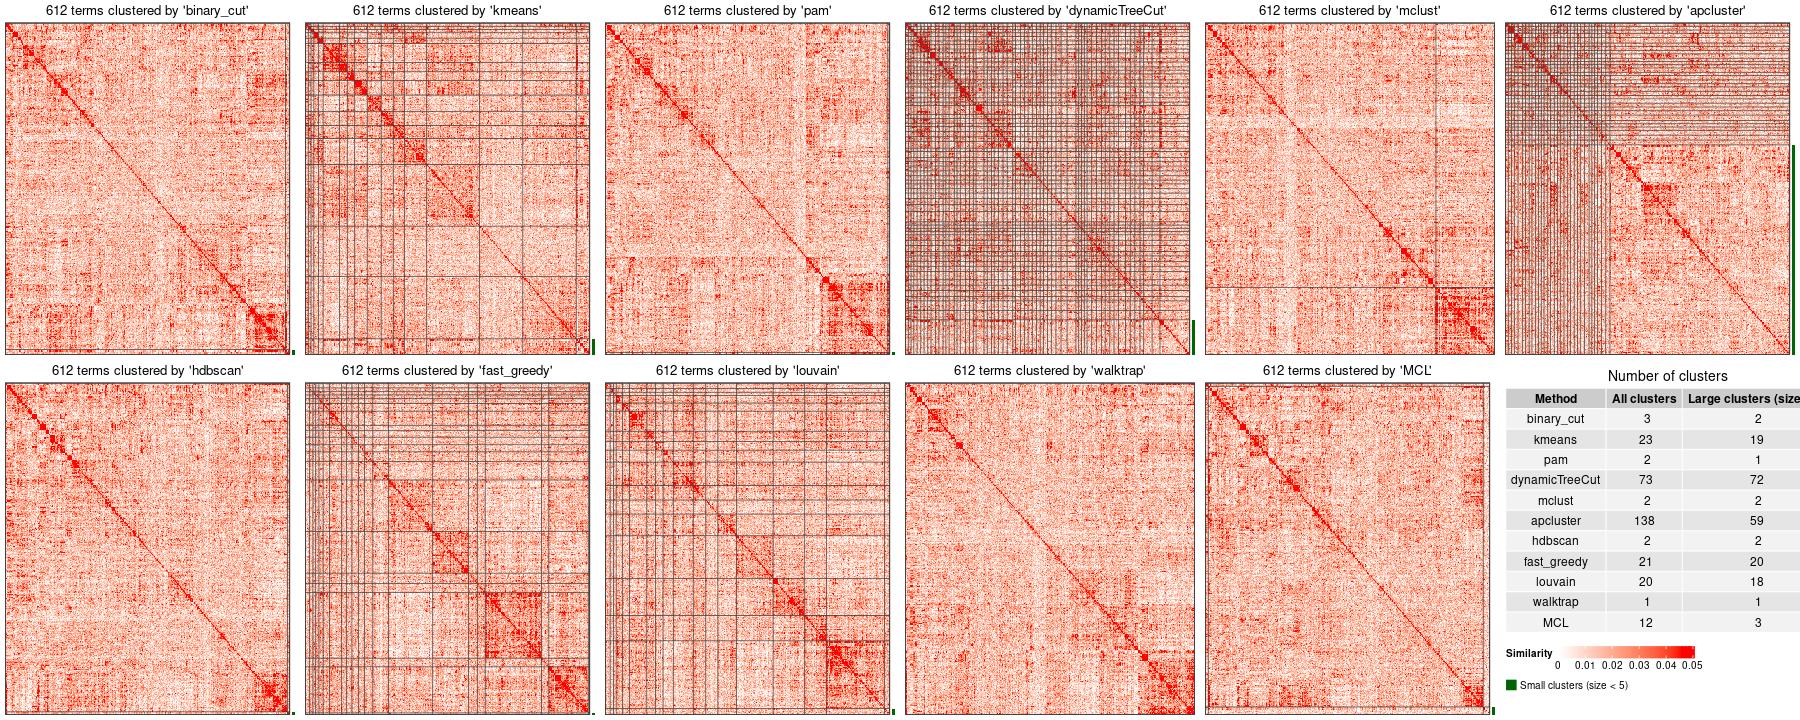 612 terms clustered by 'binary_cut'
612 terms clustered by 'kmeans'
612 terms clustered by 'pam'
612 terms clustered by 'dynamicTreeCut'
612 terms clustered by 'mclust'
612 terms clustered by 'apcluster'
612 terms clustered by 'hdbscan'
612 terms clustered by 'fast_greedy'
612 terms clustered by 'louvain'
612 terms clustered by 'walktrap'
612 terms clustered by 'MCL'
Number of clusters
Method All clusters Large clusters (size
binary_cut 3 2
kmeans 23 19
pam 2 1
dynamicTreeCut 73 72
mclust 2 2
apcluster 138 59
hdbscan 2 2
fast_greedy 21 20
louvain 20 18
walktrap 1 1
MCL 12 3
Similarity
0 0.01 0.02 0.03 0.04 0.05
Small clusters (size < 5)